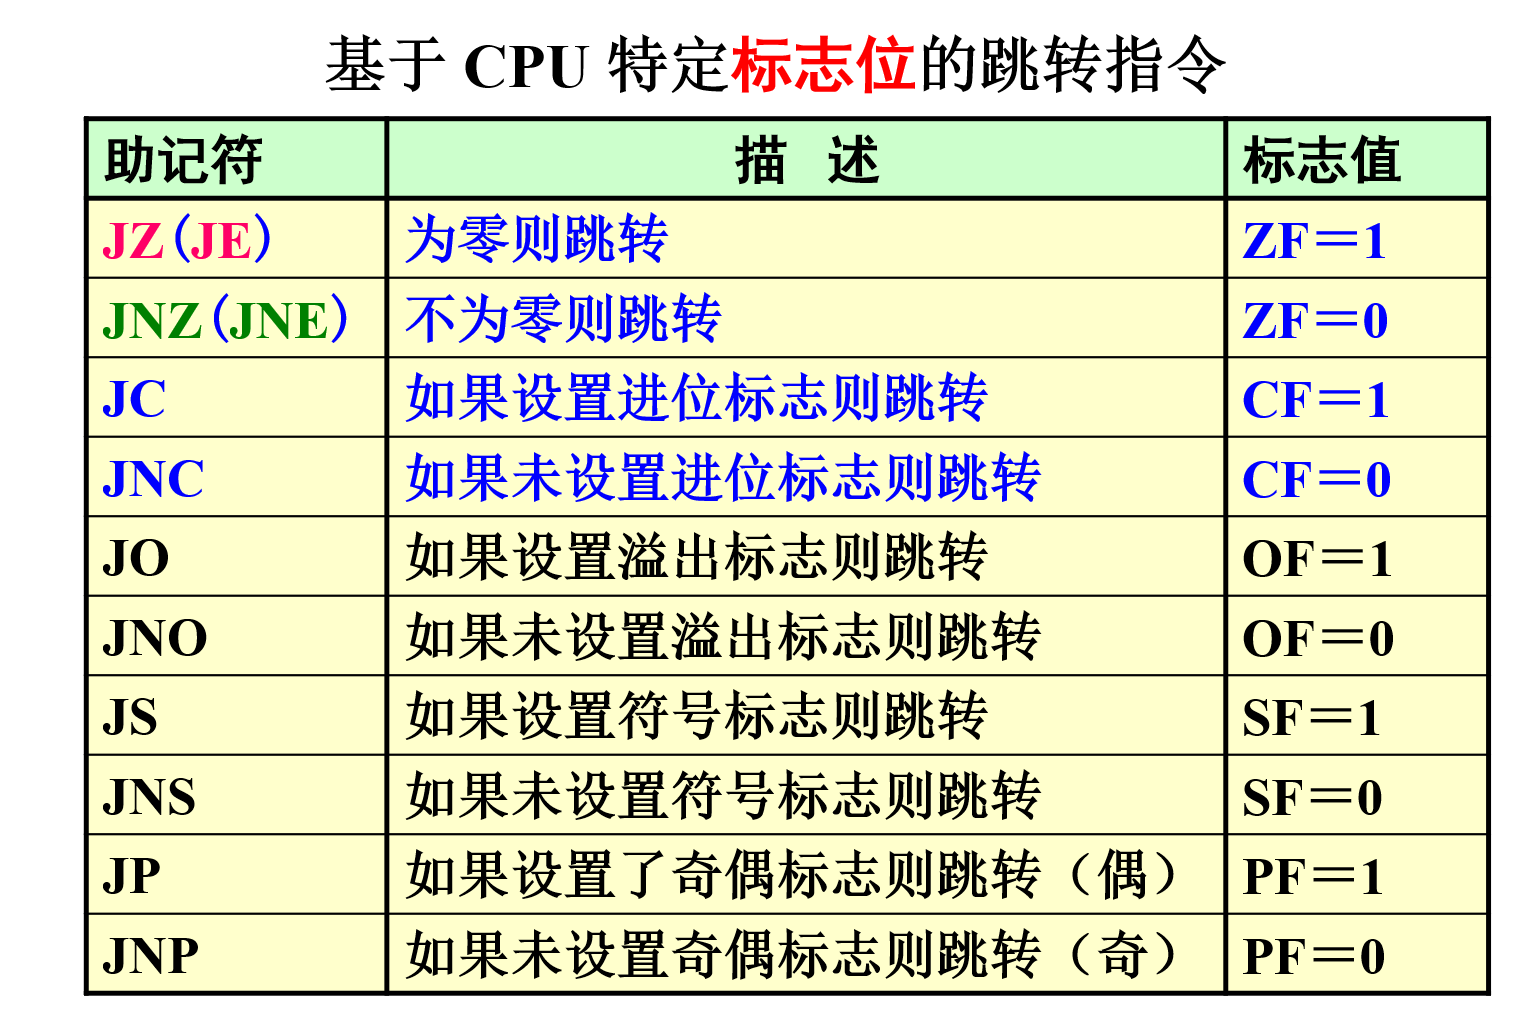 基于 CPU 特定标志位的跳转指令
助记符 描 述 标志值
JZ(JE) 为零则跳转 ZF＝1
JNZ(JNE) 不为零则跳转 ZF＝0
JC 如果设置进位标志则跳转 CF＝1
JNC 如果未设置进位标志则跳转 CF＝0
JO 如果设置溢出标志则跳转 OF＝1
JNO 如果未设置溢出标志则跳转 OF＝0
JS 如果设置符号标志则跳转 SF＝1
JNS 如果未设置符号标志则跳转 SF＝0
JP 如果设置了奇偶标志则跳转（偶） PF＝1
JNP 如果未设置奇偶标志则跳转（奇） PF＝0